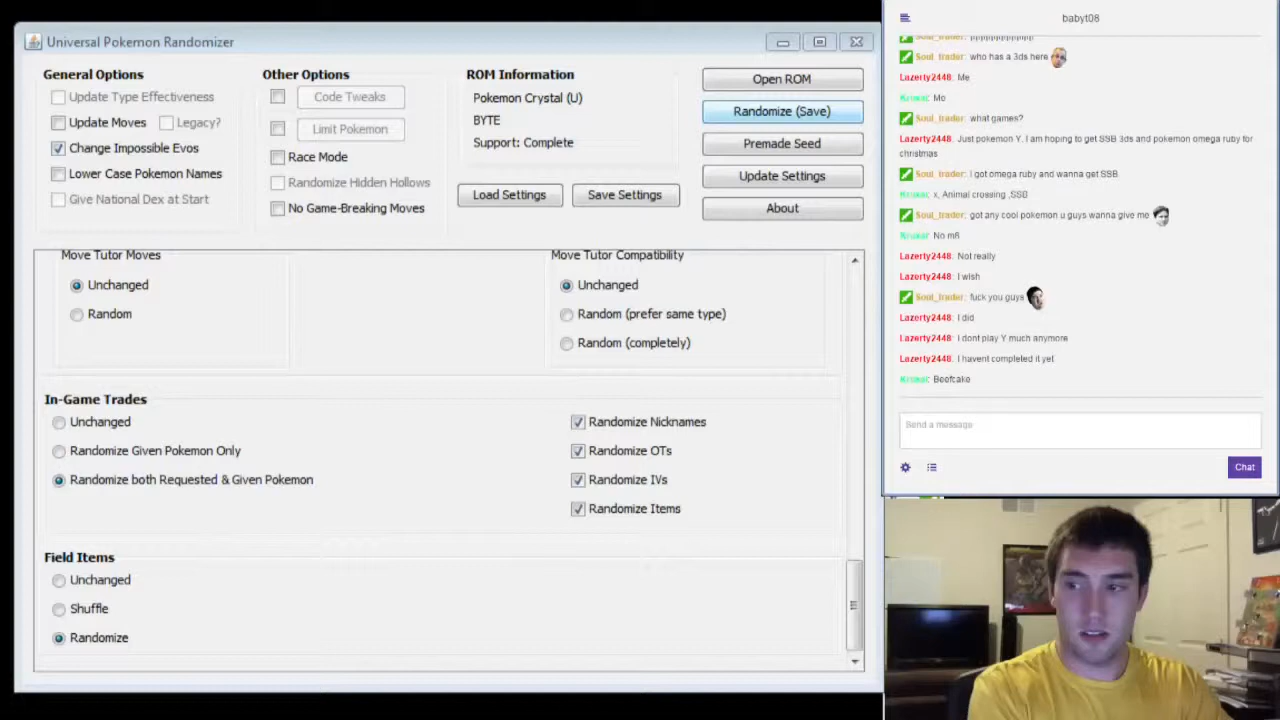 Universal Pokemon Randomizer
General Options
Update Type Effectiveness
Update Moves Legacy?
Change Impossible Evos
Lower Case Pokemon Names
Give National Dex at Start
Other Options
Code Tweaks
Limit Pokemon
Race Mode
Randomize Hidden Hollows
No Game-Breaking Moves
ROM Information
Pokemon Crystal (U)
BYTE
Support: Complete
Load Settings Save Settings
Open ROM
Randomize (Save)
Premade Seed
Update Settings
About
Move Tutor Moves
Unchanged
Random
Move Tutor Compatibility
Unchanged
Random (prefer same type)
Random (completely)
In-Game Trades
Unchanged
Randomize Given Pokemon Only
Randomize both Requested & Given Pokemon
Randomize Nicknames
Randomize OTs
Randomize IVs
Randomize Items
Field Items
Unchanged
Shuffle
Randomize
babyt08
Soul_trader:
Soul_trader: who has a 3ds here
Lazerty2448: Me
Me
Soul_trader: what games?
Lazerty2448: Just pokemon Y. I am hoping to get SSB 3ds and pokemon omega ruby for
christmas
Soul_trader: I got omega ruby and wanna get SSB
x, Animal crossing ,SSB
Soul_trader: got any cool pokemon u guys wanna give me
No m8
Lazerty2448: Not really
Lazerty2448: I wish
Soul_trader: fuck you guys
Lazerty2448: I did
Lazerty2448: I dont play Y much anymore
Lazerty2448: I havent completed it yet
Beefcake
Send a message
Chat